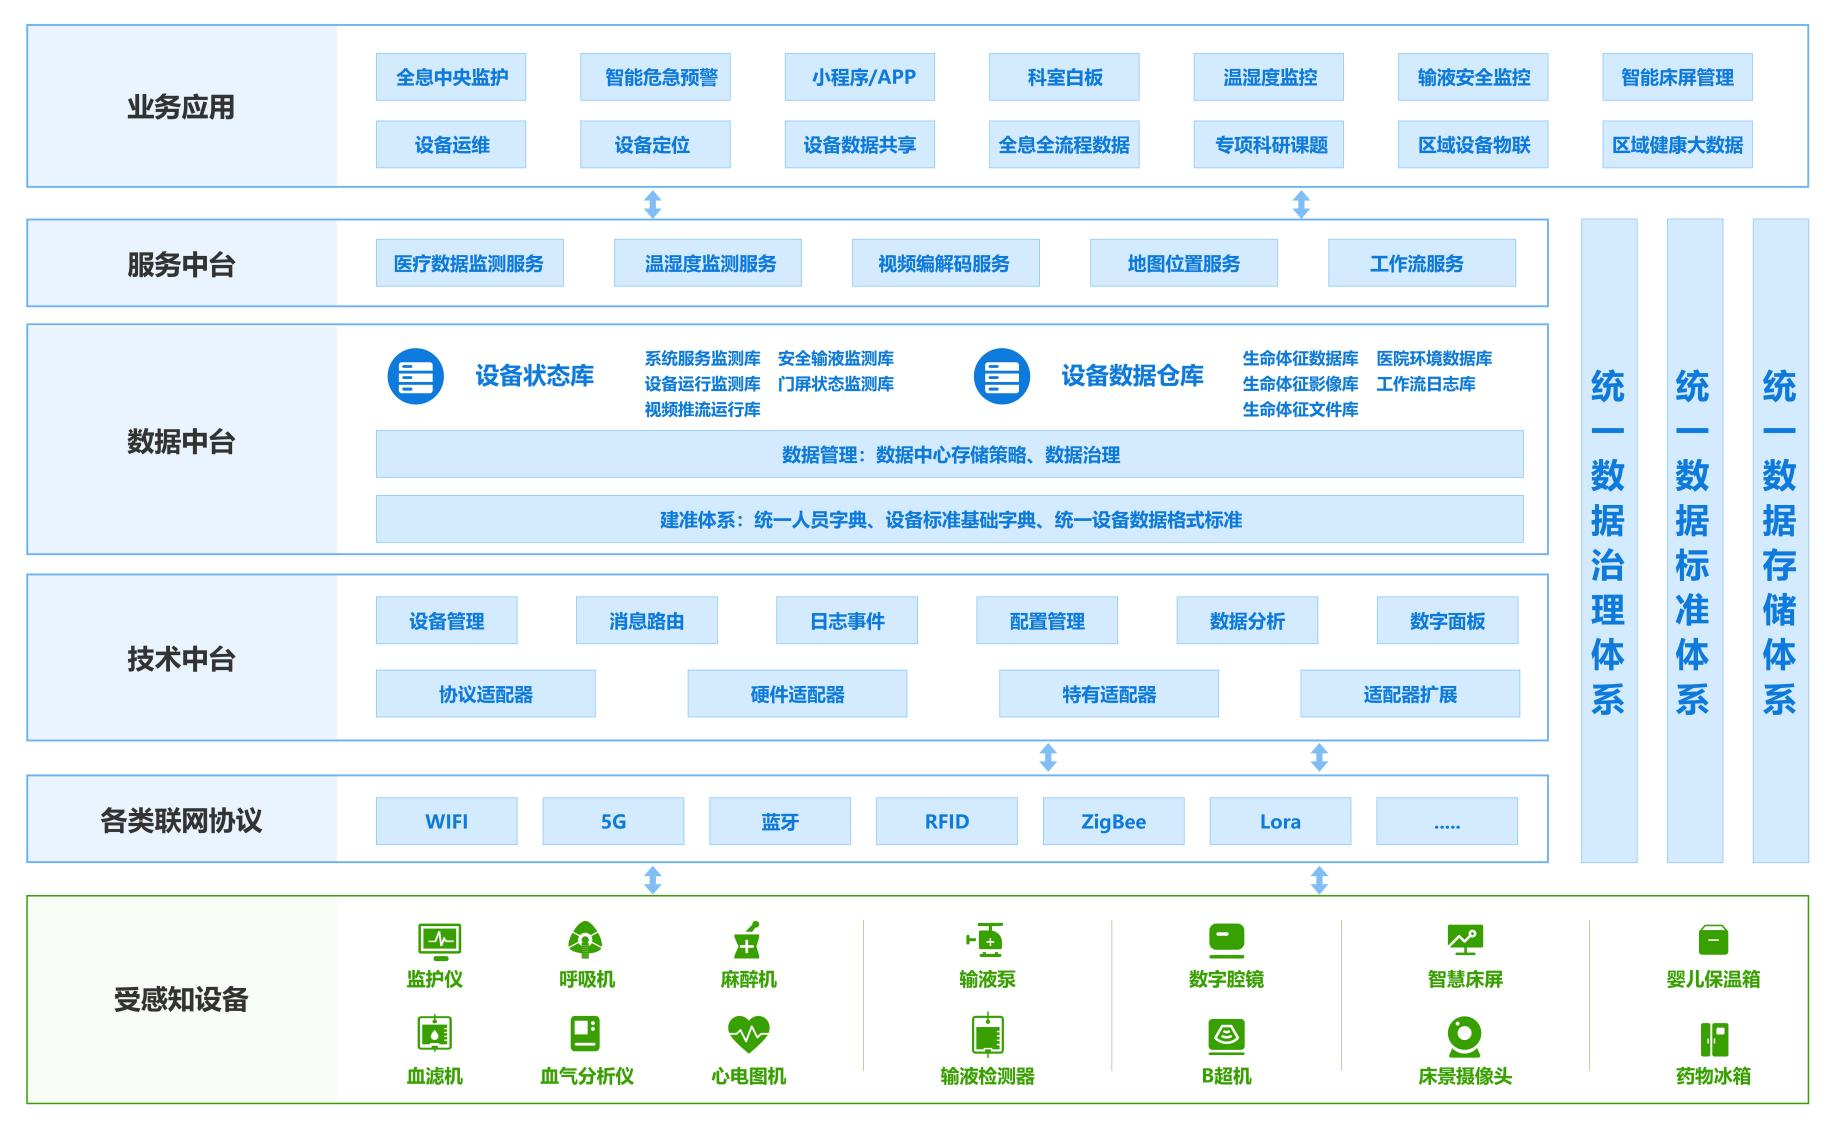 业务应用
全息中央监护
智能危急预警
小程序/APP
科室白板
温湿度监控
输液安全监控
智能床屏管理
设备运维
设备定位
设备数据共享
全息全流程数据
专项科研课题
区域设备物联
区域健康大数据
服务中台
医疗数据监测服务
温湿度监测服务
视频编解码服务
地图位置服务
工作流服务
数据中台
设备状态库
系统服务监测库 安全输液监测库
设备运行监测库 门屏状态监测库
视频推流运行库
设备数据仓库
生命体征数据库 医院环境数据库
生命体征影像库 工作流日志库
生命体征文件库
数据管理：数据中心存储策略、数据治理
建准体系：统一人员字典、设备标准基础字典、统一设备数据格式标准
技术中台
设备管理
消息路由
日志事件
配置管理
数据分析
数字面板
协议适配器
硬件适配器
特有适配器
适配器扩展
各类联网协议
WIFI
5G
蓝牙
RFID
ZigBee
Lora
.....
统一数据治理体系
统一数据标准体系
统一数据存储体系
受感知设备
监护仪
呼吸机
麻醉机
输液泵
数字腔镜
智慧床屏
婴儿保温箱
血滤机
血气分析仪
心电图机
输液检测器
B超机
床景摄像头
药物冰箱